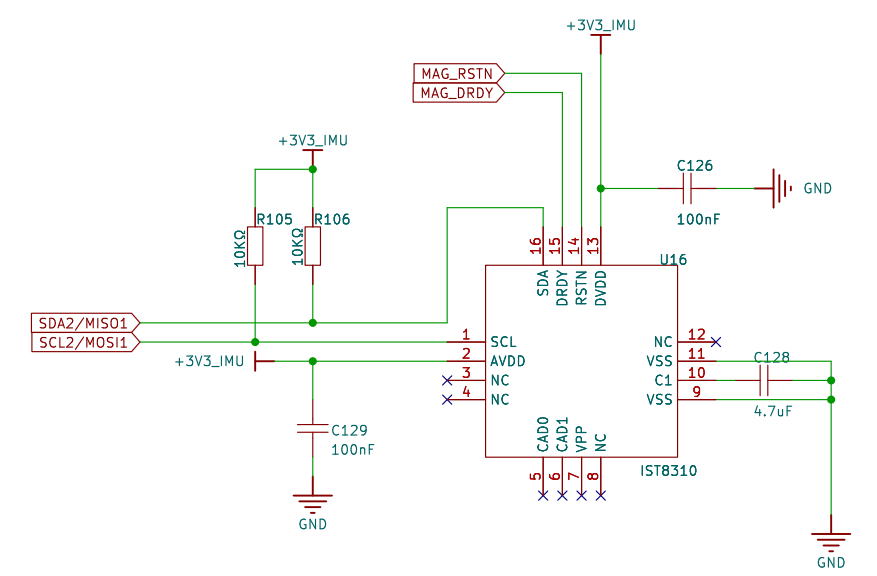 +3V3_IMU
MAG_RSTN
MAG_DRDY
+3V3_IMU
C126
GND
100nF
R105
R106
10KΩ
10KΩ
16
15
14
13
U16
SDA
DRDY
RSTN
DVDD
SDA2/MISO1
SCL2/MOSI1
1
SCL
NC
12
+3V3_IMU
2
AVDD
VSS
11
C128
3
NC
C1
10
4
NC
VSS
9
4.7uF
C129
100nF
CAD0
CAD1
VPP
NC
5
6
7
8
IST8310
GND
GND